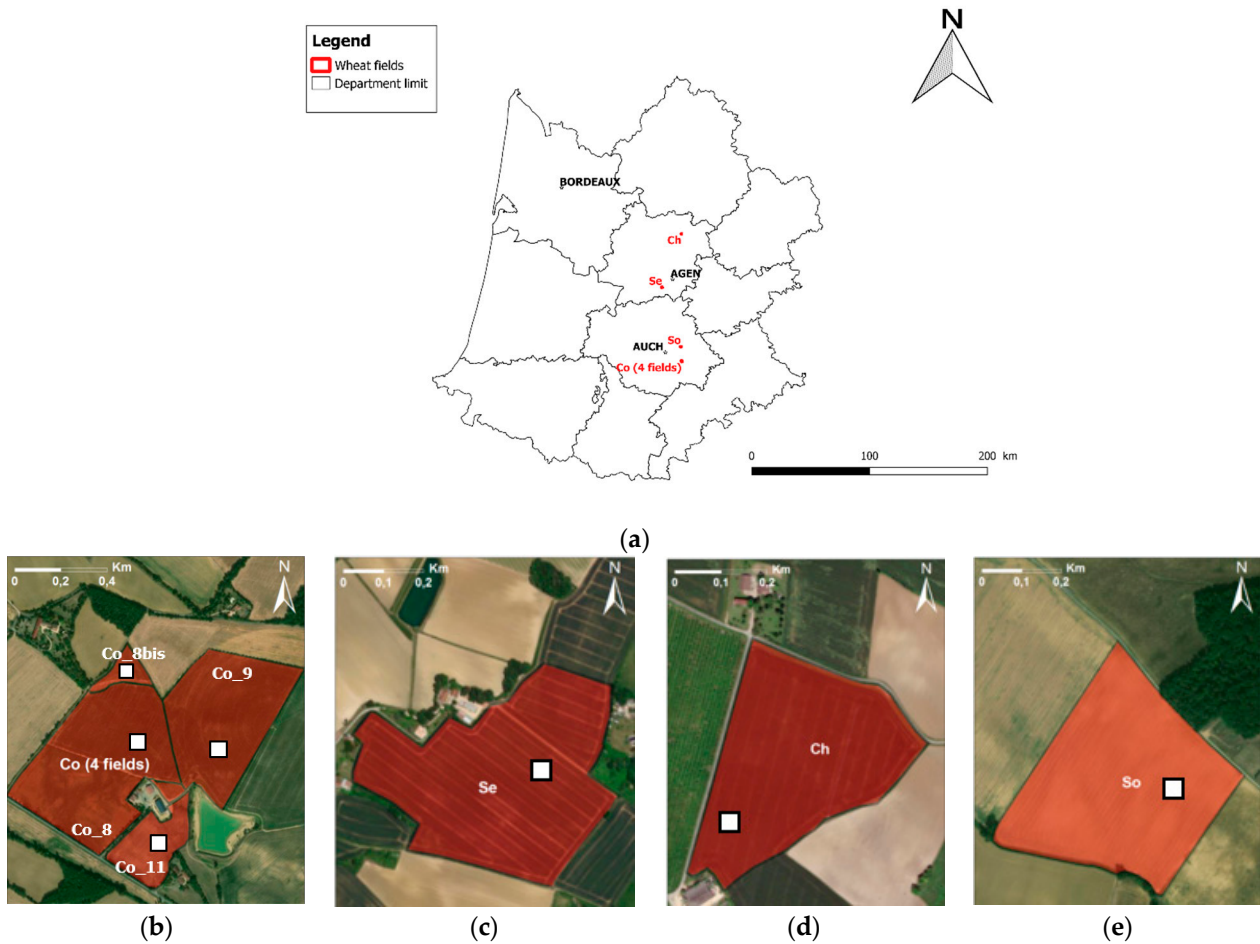 Legend
Wheat fields
Department limit
N
BORDEAUX
Ch
AGEN
Se
So
AUCH
Co (4 fields)
0 100 200 km
(a)
Km
0 0,2 0,4
N
Co_8bis
Co_9
Co (4 fields)
Co_8
Co_11
(b)
Km
0 0,1 0,2
N
Se
(c)
Km
0 0,1 0,2
N
Ch
(d)
Km
0 0,1 0,2
N
So
(e)